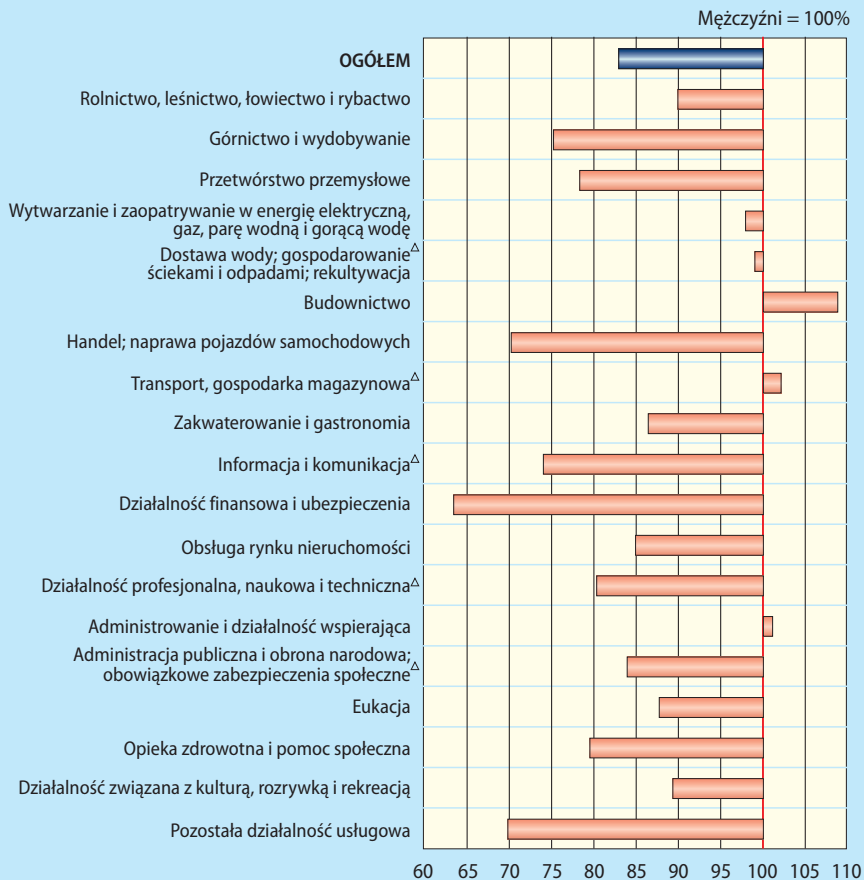 Mężczyźni = 100%
OGÓŁEM
Rolnictwo, leśnictwo, łowiectwo i rybactwo
Górnictwo i wydobywanie
Przetwórstwo przemysłowe
Wytwarzanie i zaopatrywanie w energię elektryczną,
gaz, parę wodną i gorącą wodę
Dostawa wody; gospodarowanie
ściekami i odpadami; rekultywacja Δ
Budownictwo
Handel; naprawa pojazdów samochodowych
Transport, gospodarka magazynowa Δ
Zakwaterowanie i gastronomia
Informacja i komunikacja Δ
Działalność finansowa i ubezpieczenia
Obsługa rynku nieruchomości
Działalność profesjonalna, naukowa i techniczna Δ
Administrowanie i działalność wspierająca
Administracja publiczna i obrona narodowa;
obowiązkowe zabezpieczenia społeczne Δ
Eukacja
Opieka zdrowotna i pomoc społeczna
Działalność związana z kulturą, rozrywką i rekreacją
Pozostała działalność usługowa
60 65 70 75 80 85 90 95 100 105 110